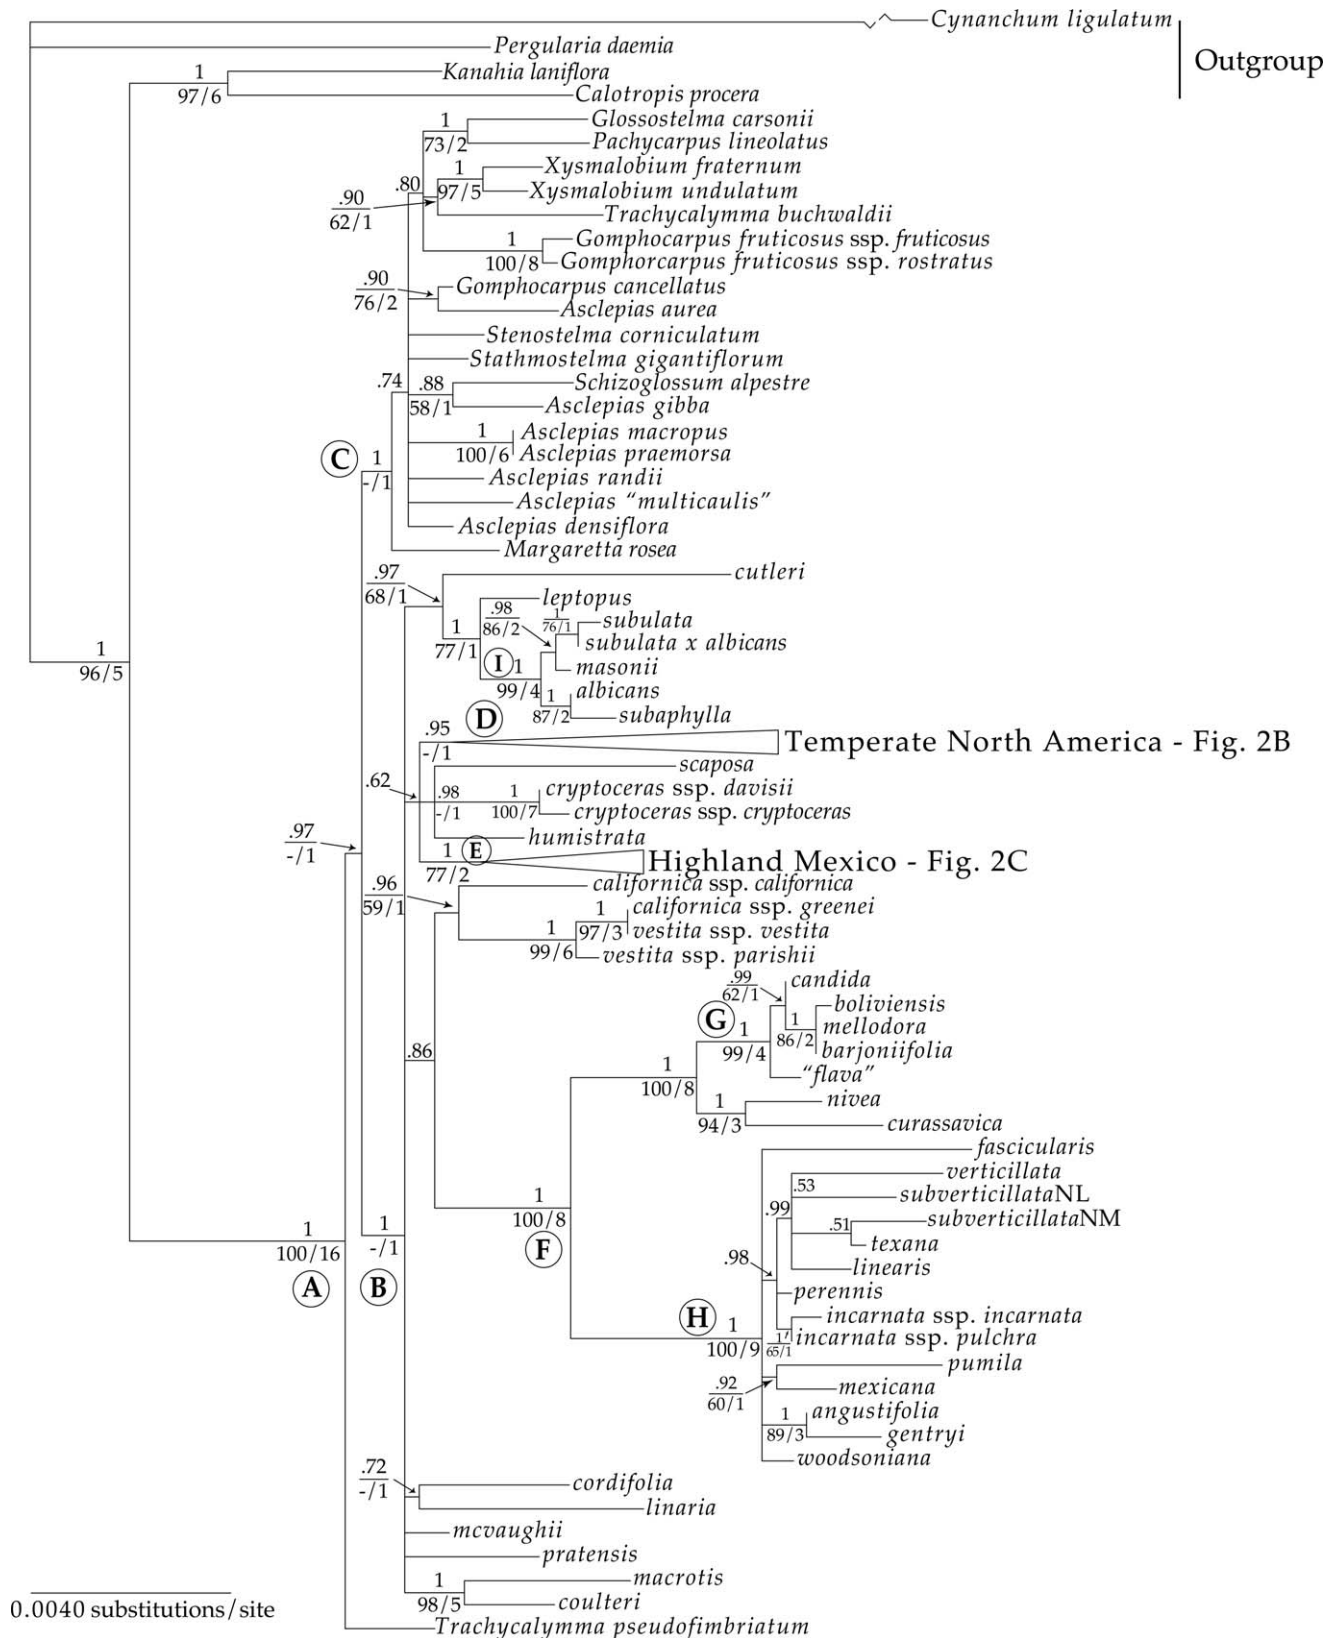 Cynanchum ligulatum
Pergularia daemia
Outgroup
1
Kanahia laniflora
97/6
Calotropis procera
1
Glossostelma carsonii
73/2
Pachycarpus lineolatus
1
Xysmalobium fraternum
.80
97/5
Xysmalobium undulatum
.90
62/1
Trachycalymma buchwaldii
1
Gomphocarpus fruticosus ssp. fruticosus
100/8
Gomphorcarpus fruticosus ssp. rostratus
.90
Gomphocarpus cancellatus
76/2
Asclepias aurea
Stenostelma corniculatum
Stathmostelma gigantiflorum
.74
.88
Schizoglossum alpestre
58/1
Asclepias gibba
1
Asclepias macropus
100/6
Asclepias praemorsa
C
1
-/1
Asclepias randii
Asclepias "multicaulis"
Asclepias densiflora
Margaretta rosea
.97
68/1
cutleri
leptopus
.98
86/2
1
76/1
subulata
1
77/1
subulata x albicans
I
1
99/4
masonii
1
87/2
albicans
subaphylla
1
96/5
D
.95
-/1
Temperate North America - Fig. 2B
scaposa
.62
.98
-/1
1
100/7
cryptoceras ssp. davisii
cryptoceras ssp. cryptoceras
humistrata
.97
-/1
1
77/2
E
Highland Mexico - Fig. 2C
.96
59/1
californica ssp. californica
1
97/3
californica ssp. greenei
1
99/6
vestita ssp. vestita
vestita ssp. parishii
.99
62/1
candida
G
1
99/4
boliviensis
1
86/2
mellodora
barjoniifolia
.86
1
100/8
"flava"
1
94/3
nivea
curassavica
fascicularis
verticillata
.53
.99
subverticillataNL
1
100/8
F
.51
subverticillataNM
texana
.98
linearis
perennis
1
100/16
A
1
-/1
B
H
1
100/9
incarnata ssp. incarnata
1
65/1
incarnata ssp. pulchra
pumila
.92
60/1
mexicana
1
89/3
angustifolia
gentryi
woodsoniana
.72
-/1
cordifolia
linaria
mcvaughii
pratensis
1
98/5
macrotis
coulteri
0.0040 substitutions/site
Trachycalymma pseudofimbriatum